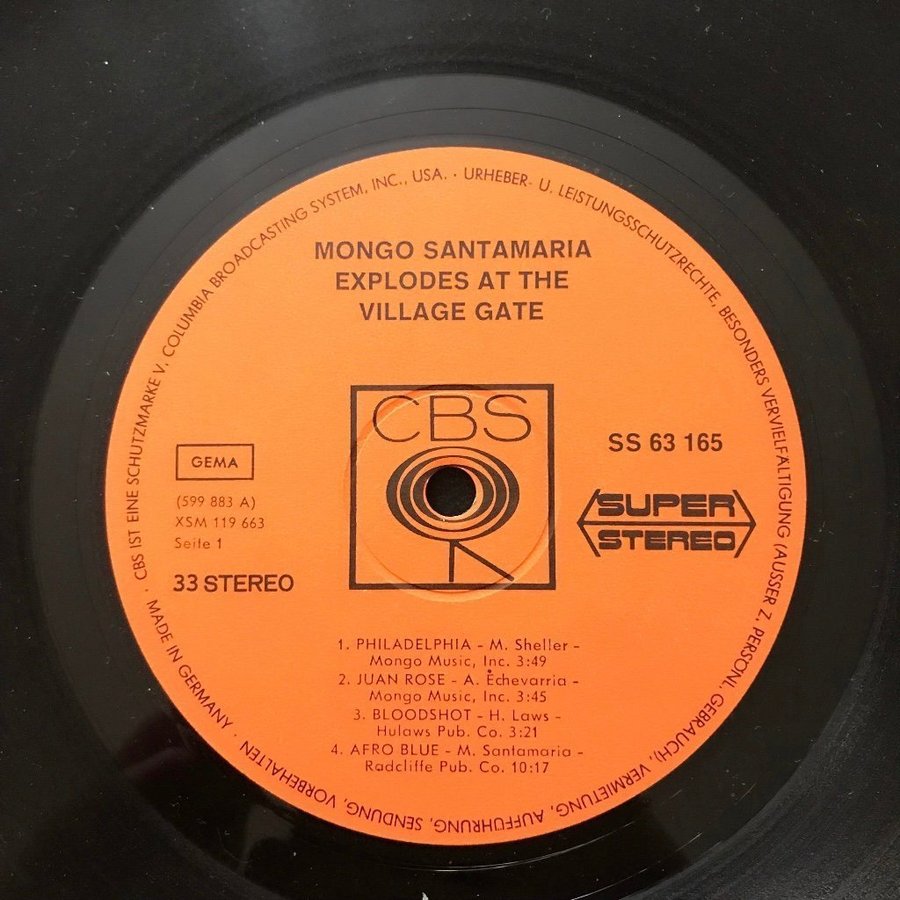 · CBS IST EINE SCHUTZMARKE V. COLUMBIA BROADCASTING SYSTEM, INC., USA. · URHEBER- U. LEISTUNGSSCHUTZRECHTE, BESONDERS VERVIELFÄLTIGUNG (AUSSER Z. PERSÖNL. GEBRAUCH), VERMIETUNG, AUFFÜHRUNG, SENDUNG, VORBEHALTEN · MADE IN GERMANY
MONGO SANTAMARIA
EXPLODES AT THE
VILLAGE GATE
CBS
GEMA
(599 883 A)
XSM 119 663
Seite 1
33 STEREO
SS 63 165
SUPER
STEREO
1. PHILADELPHIA - M. Sheller -
Mongo Music, Inc. 3:49
2. JUAN ROSE - A. Echevarria -
Mongo Music, Inc. 3:45
3. BLOODSHOT - H. Laws -
Hulaws Pub. Co. 3:21
4. AFRO BLUE - M. Santamaria -
Radcliffe Pub. Co. 10:17